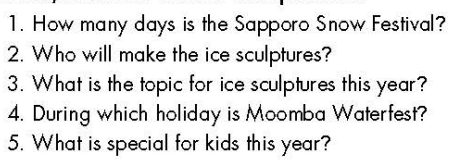 1. How many days is the Sapporo Snow Festival?
2. Who will make the ice sculptures?
3. What is the topic for ice sculptures this year?
4. During which holiday is Moomba Waterfest?
5. What is special for kids this year?